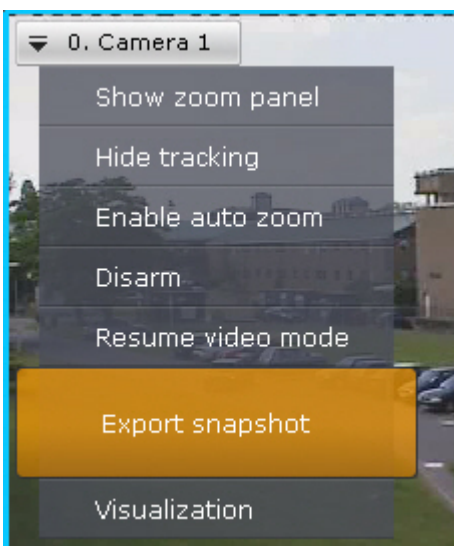 0. Camera 1
Show zoom panel
Hide tracking
Enable auto zoom
Disarm
Resume video mode
Export snapshot
Visualization